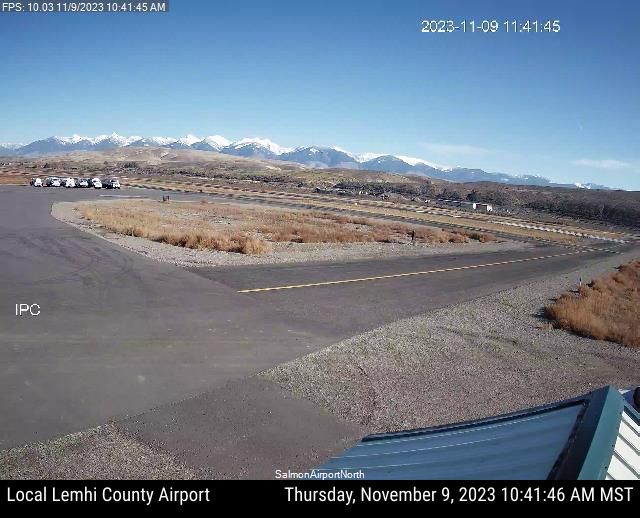 FPS: 10.03 11/9/2023 10:41:45 AM
2023-11-09 11:41:45
IPC
SalmonAirportNorth
Local Lemhi County Airport
Thursday, November 9, 2023 10:41:46 AM MST